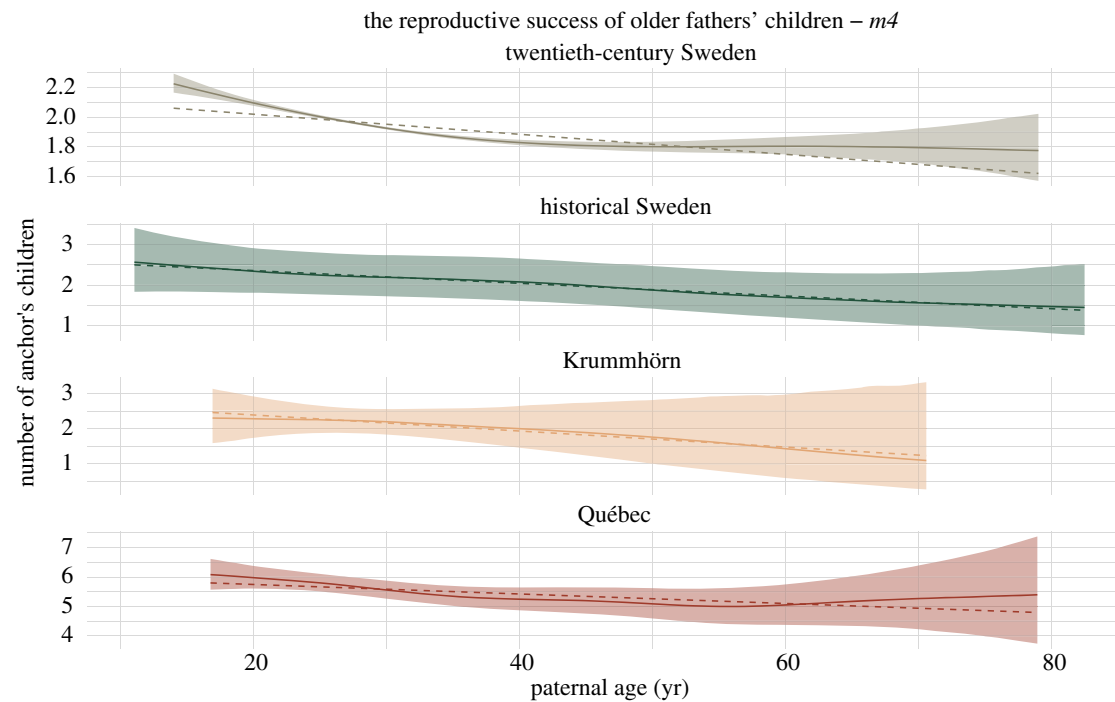 the reproductive success of older fathers’ children – m4
twentieth-century Sweden
2.2
2.0
1.8
1.6
historical Sweden
3
2
1
number of anchor's children
Krummhörn
3
2
1
Québec
7
6
5
4
20 40 60 80
paternal age (yr)